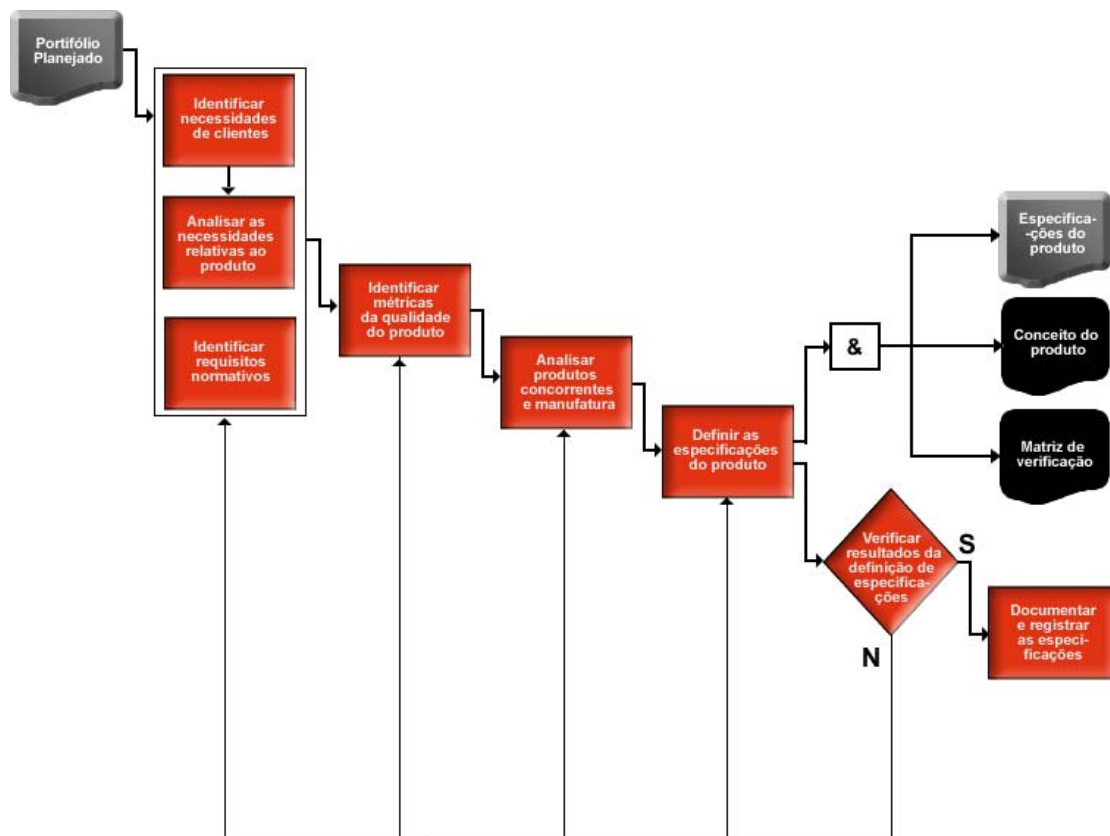 Portifólio
Planejado
Identificar
necessidades
de clientes
Analisar as
necessidades
relativas ao
produto
Identificar
requisitos
normativos
Identificar
métricas
da qualidade
do produto
Analisar
produtos
concorrentes
e manufatura
Definir as
especificações
do produto
&
Especifica-
-ções do
produto
Conceito do
produto
Matriz de
verificação
Verificar
resultados da
definição de
especifica-
ções
S
N
Documentar
e registrar
as especi-
ficações